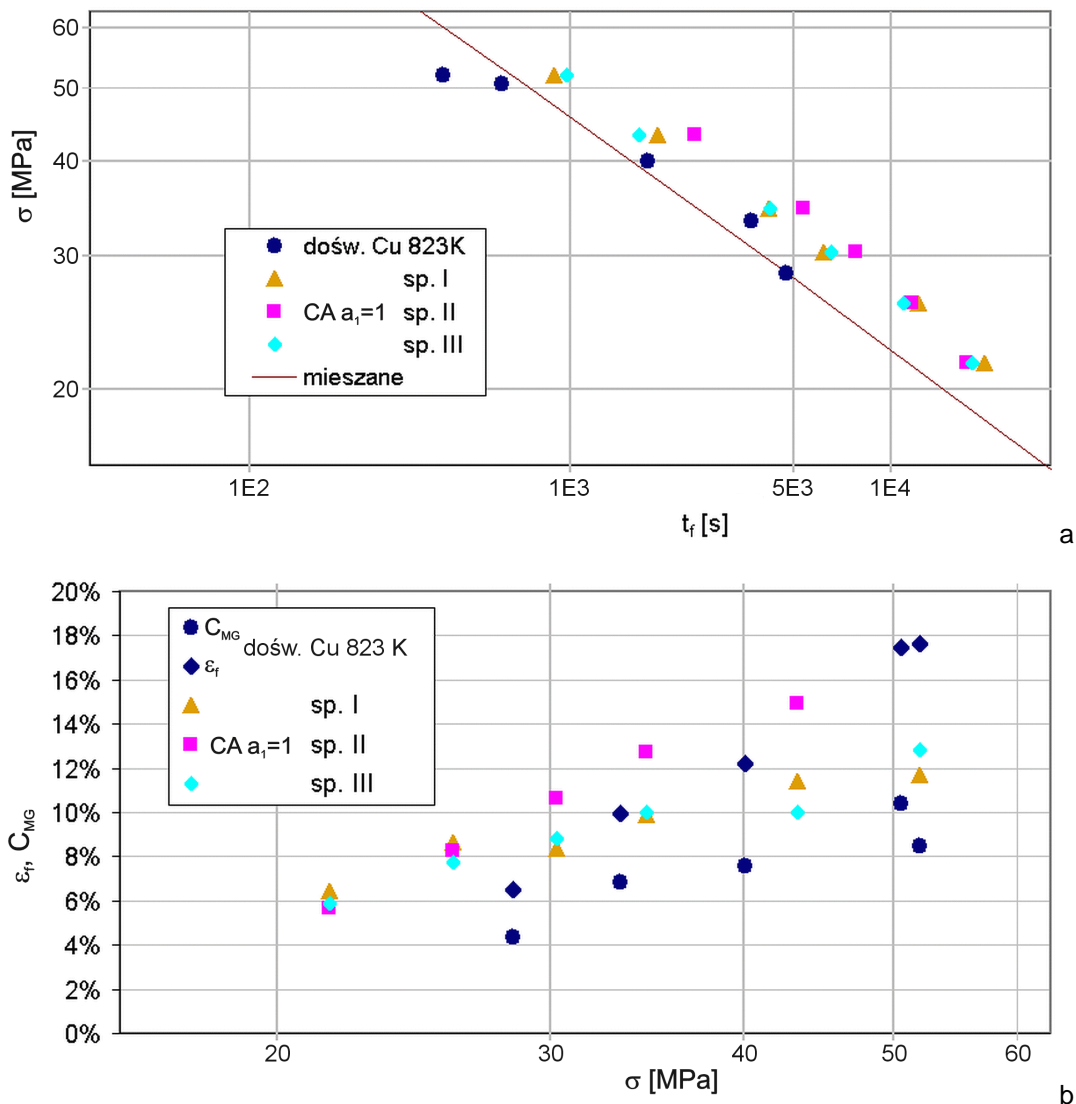 60
50
40
30
20
σ [MPa]
dośw. Cu 823K
sp. I
CA a₁=1 sp. II
sp. III
mieszane
1E2 1E3 5E3 1E4
t_f [s]
a
20%
18%
16%
14%
12%
10%
8%
6%
4%
2%
0%
ε_f, C_MG
C_MG
dośw. Cu 823 K
ε_f
sp. I
CA a₁=1 sp. II
sp. III
20 30 40 50 60
σ [MPa]
b